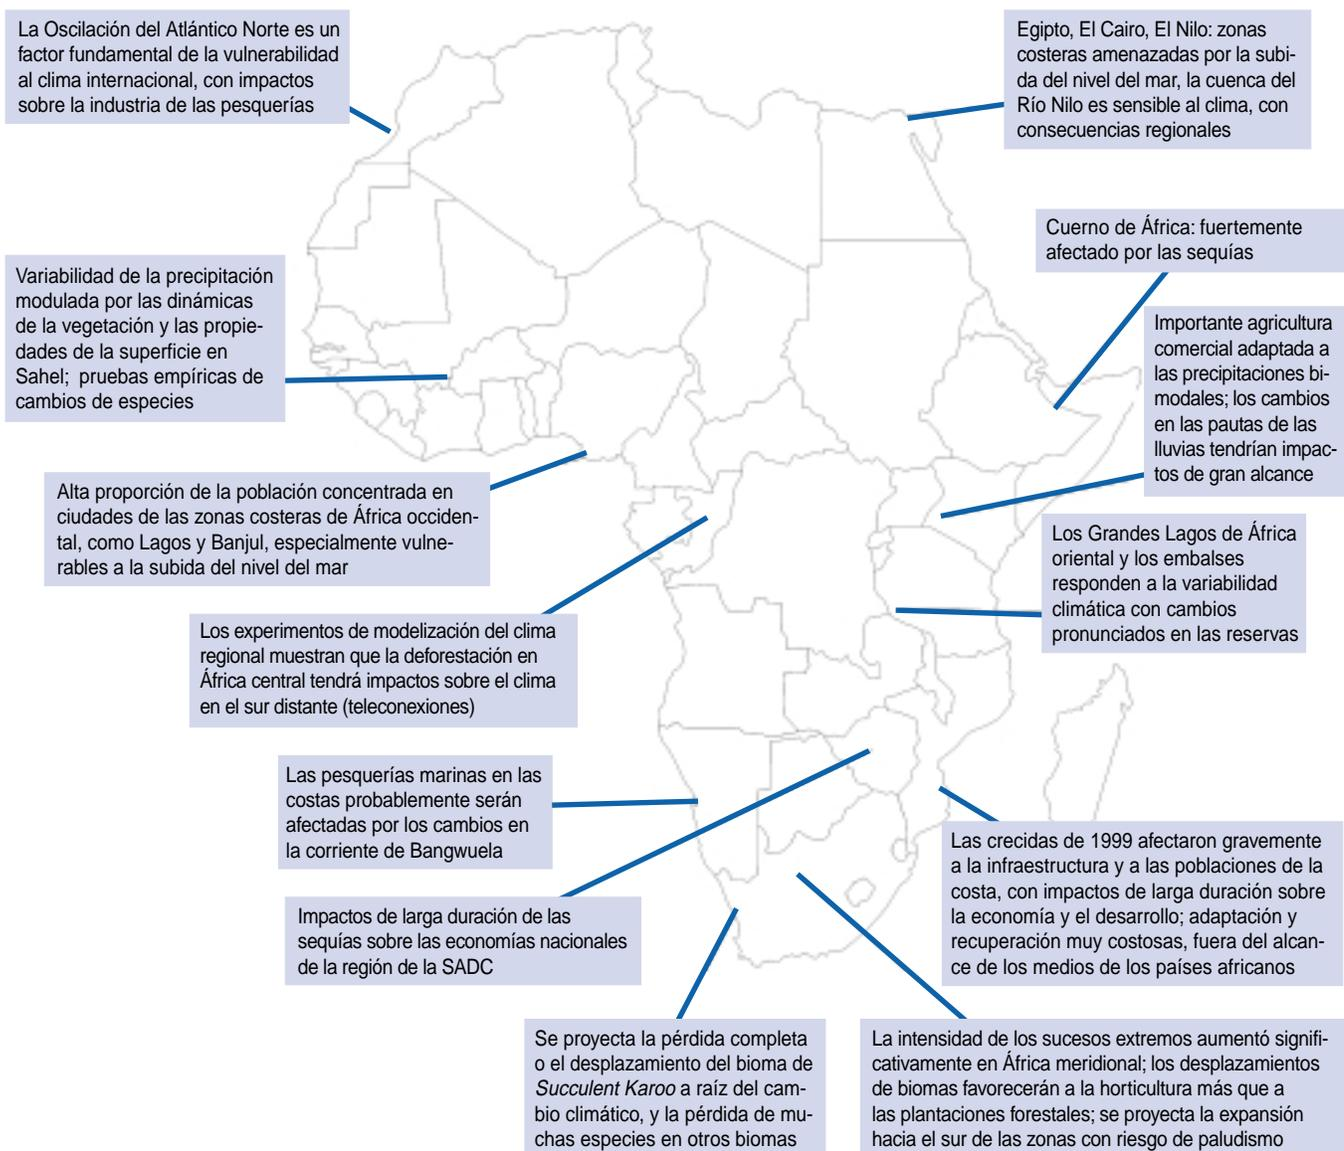 La Oscilación del Atlántico Norte es un
factor fundamental de la vulnerabilidad
al clima internacional, con impactos
sobre la industria de las pesquerías
Egipto, El Cairo, El Nilo: zonas
costeras amenazadas por la subi-
da del nivel del mar, la cuenca del
Río Nilo es sensible al clima, con
consecuencias regionales
Cuerno de África: fuertemente
afectado por las sequías
Variabilidad de la precipitación
modulada por las dinámicas
de la vegetación y las propie-
dades de la superficie en
Sahel; pruebas empíricas de
cambios de especies
Importante agricultura
comercial adaptada a
las precipitaciones bi-
modales; los cambios
en las pautas de las
lluvias tendrían impac-
tos de gran alcance
Alta proporción de la población concentrada en
ciudades de las zonas costeras de África occiden-
tal, como Lagos y Banjul, especialmente vulne-
rables a la subida del nivel del mar
Los Grandes Lagos de África
oriental y los embalses
responden a la variabilidad
climática con cambios
pronunciados en las reservas
Los experimentos de modelización del clima
regional muestran que la deforestación en
África central tendrá impactos sobre el clima
en el sur distante (teleconexiones)
Las pesquerías marinas en las
costas probablemente serán
afectadas por los cambios en
la corriente de Bangwuela
Las crecidas de 1999 afectaron gravemente
a la infraestructura y a las poblaciones de la
costa, con impactos de larga duración sobre
la economía y el desarrollo; adaptación y
recuperación muy costosas, fuera del alcan-
ce de los medios de los países africanos
Impactos de larga duración de las
sequías sobre las economías nacionales
de la región de la SADC
Se proyecta la pérdida completa
o el desplazamiento del bioma de
Succulent Karoo a raíz del cam-
bio climático, y la pérdida de mu-
chas especies en otros biomas
La intensidad de los sucesos extremos aumentó signifi-
cativamente en África meridional; los desplazamientos
de biomas favorecerán a la horticultura más que a
las plantaciones forestales; se proyecta la expansión
hacia el sur de las zonas con riesgo de paludismo